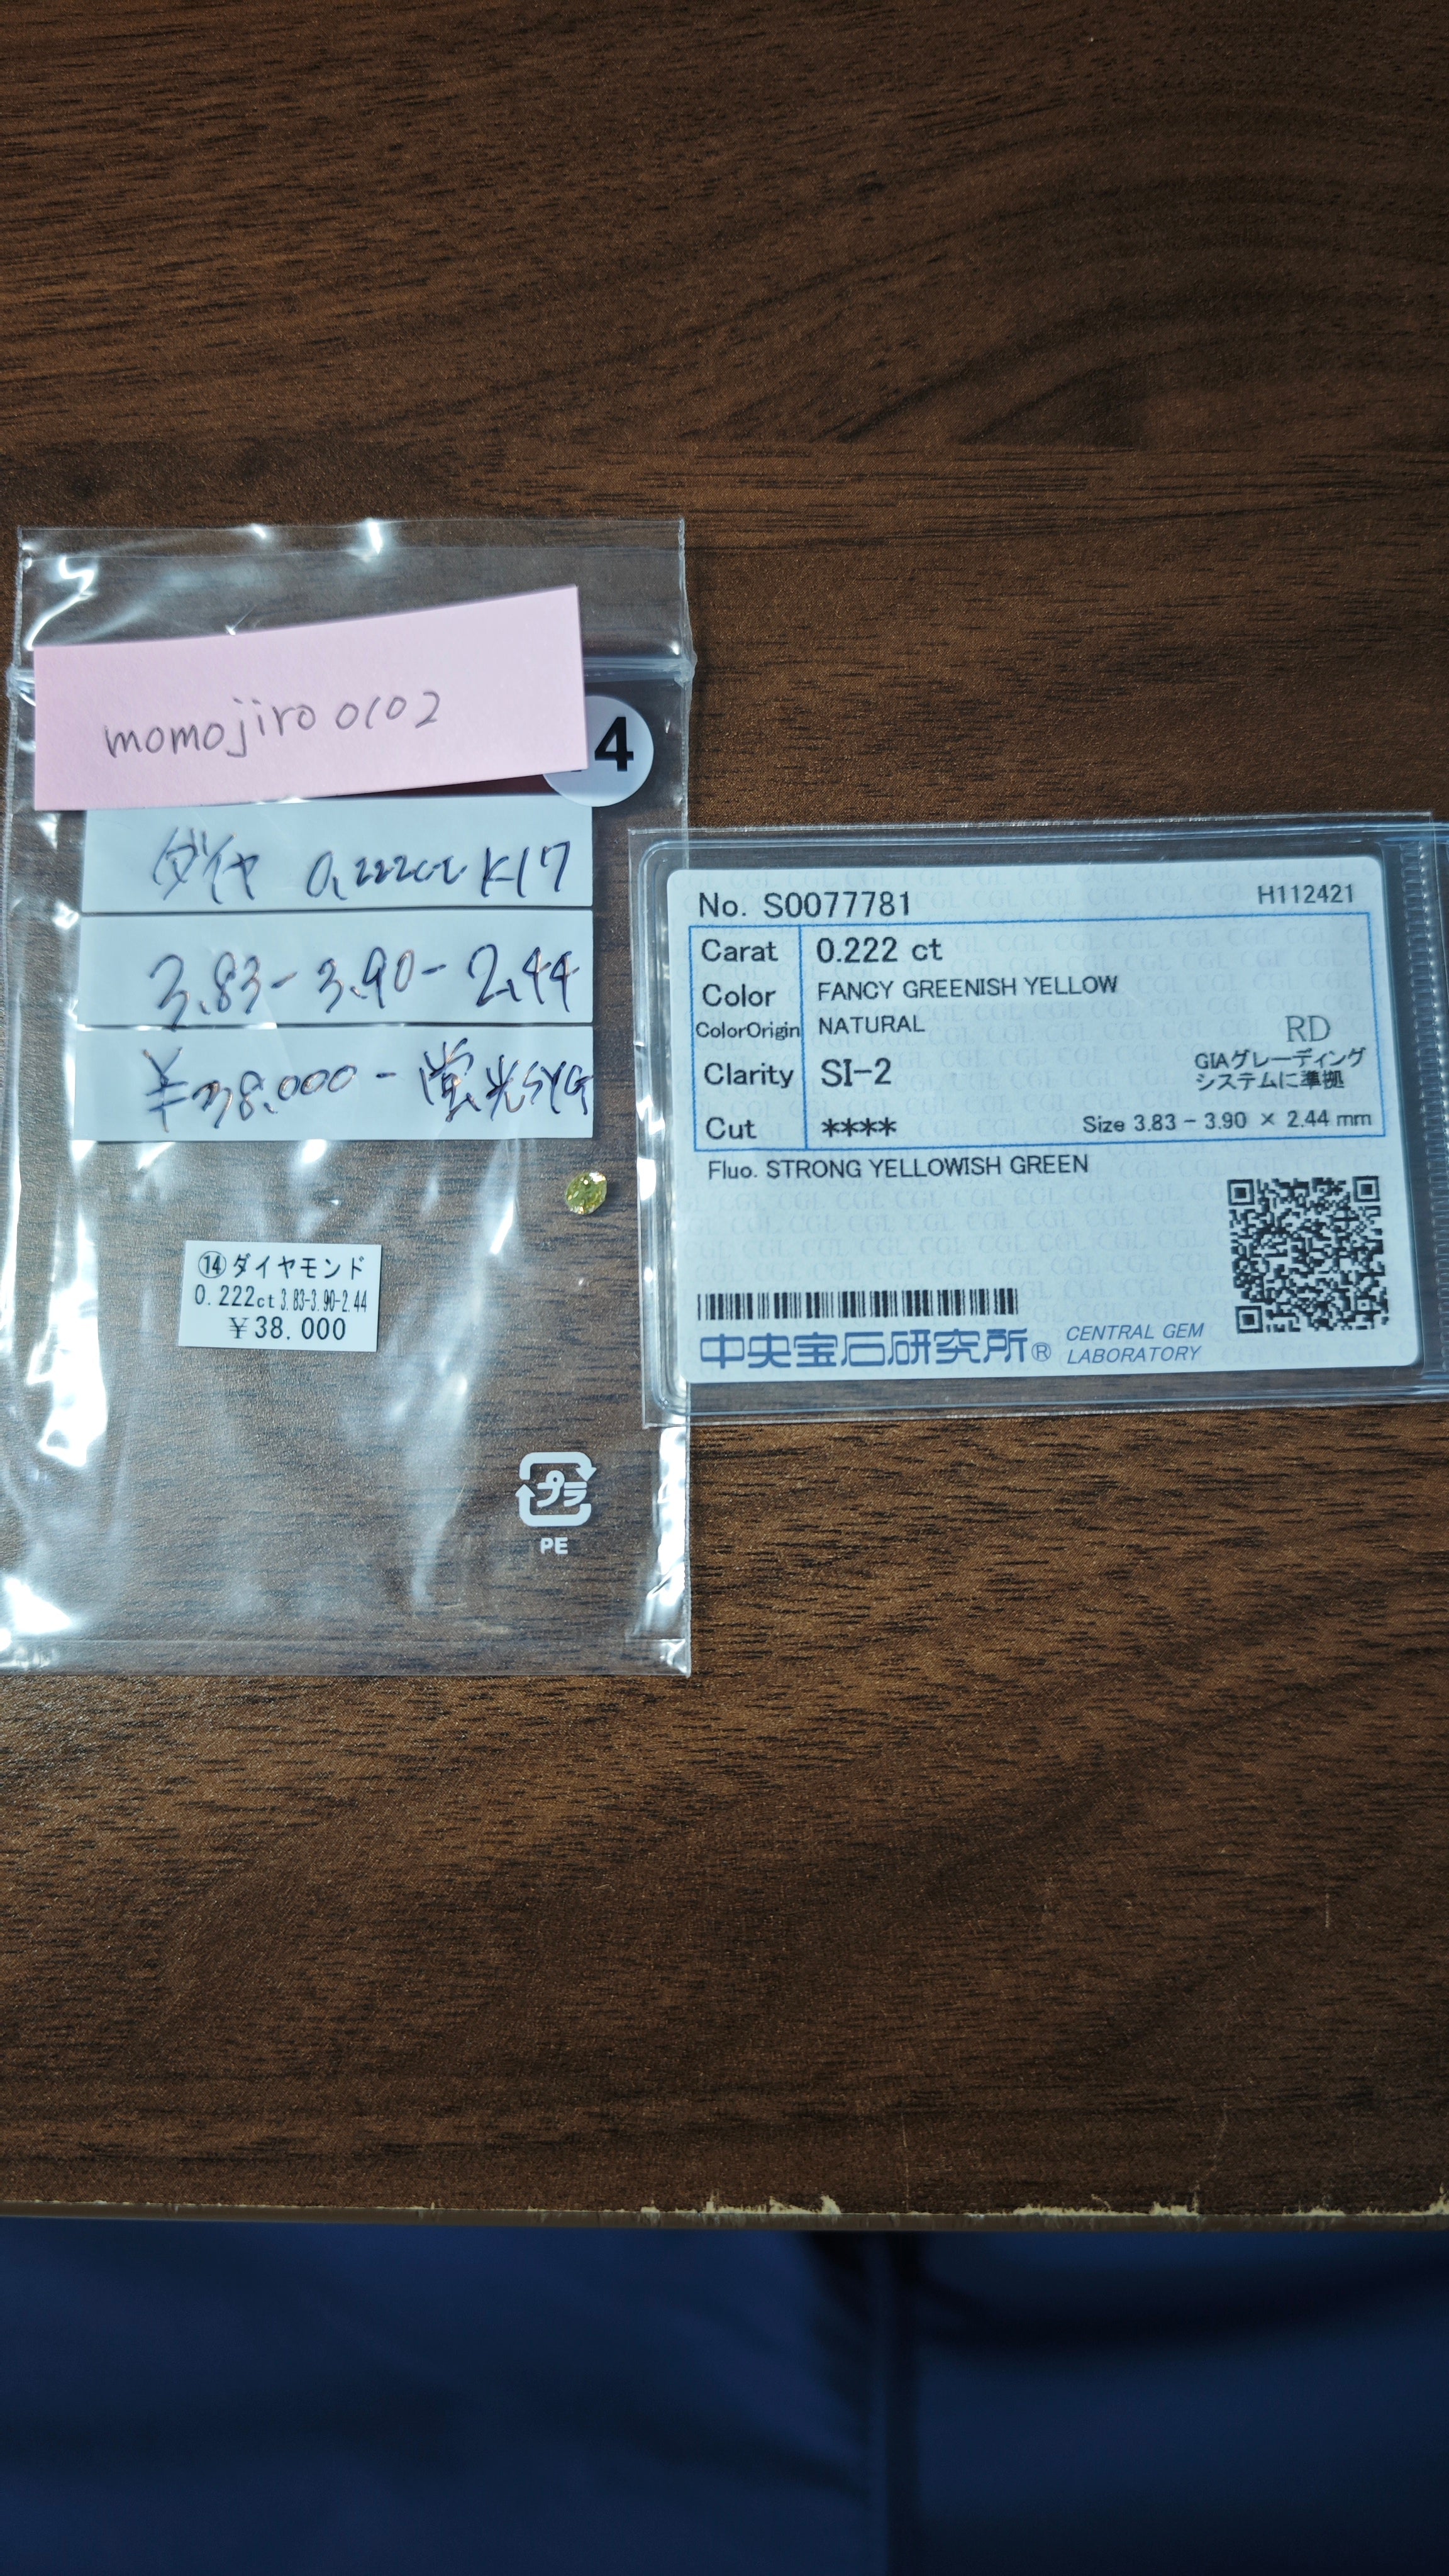 momojiro0102
4
ダイヤ 0.222ct K17
3.83-3.90-2.44
¥38.000- 蛍光SYG
⑭ダイヤモンド
0.222ct 3.83-3.90-2.44
¥38.000
プラ
PE
No. S0077781 H112421
Carat 0.222 ct
Color FANCY GREENISH YELLOW
ColorOrigin NATURAL RD
Clarity SI-2 GIAグレーディング
システムに準拠
Cut **** Size 3.83 - 3.90 × 2.44 mm
Fluo. STRONG YELLOWISH GREEN
中央宝石研究所® CENTRAL GEM
LABORATORY